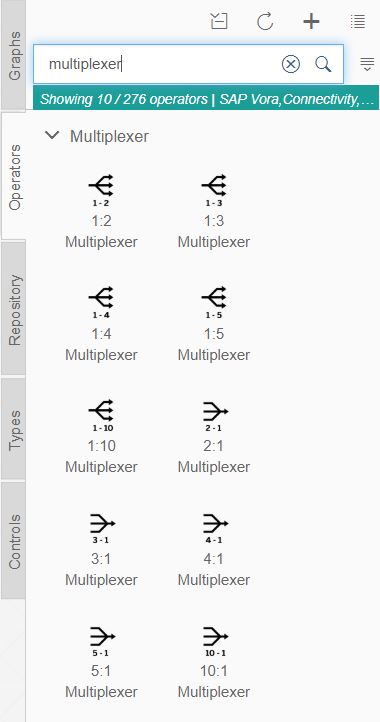 Graphs
Operators
Repository
Types
Controls
multiplexer
Showing 10 / 276 operators | SAP Vora,Connectivity,...
Multiplexer
1 - 2
1:2
Multiplexer
1 - 3
1:3
Multiplexer
1 - 4
1:4
Multiplexer
1 - 5
1:5
Multiplexer
1 - 10
1:10
Multiplexer
2 - 1
2:1
Multiplexer
3 - 1
3:1
Multiplexer
4 - 1
4:1
Multiplexer
5 - 1
5:1
Multiplexer
10 - 1
10:1
Multiplexer